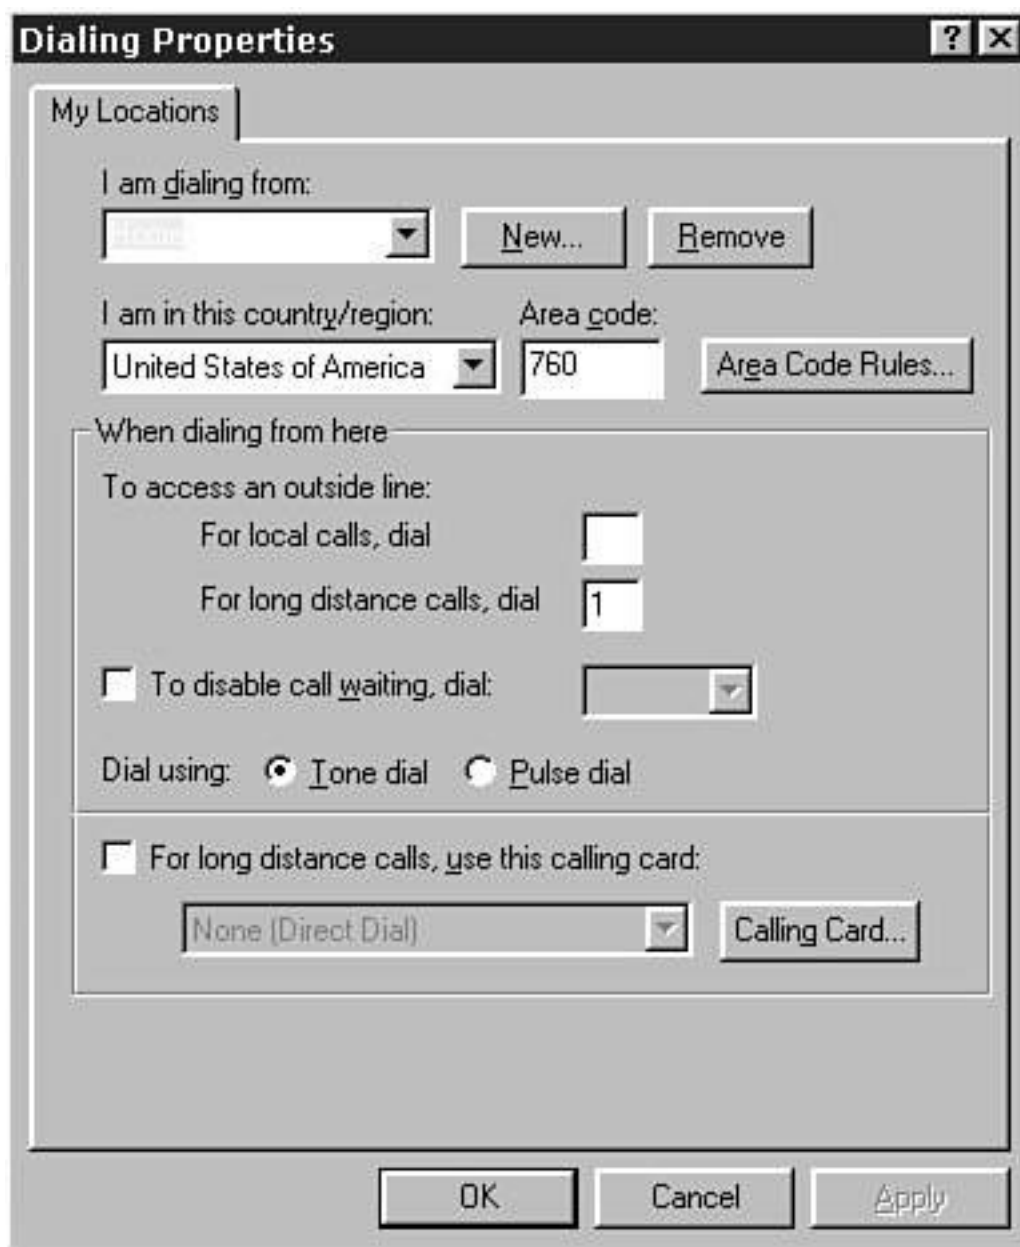 Dialing Properties
My Locations
I am dialing from:
Home New... Remove
I am in this country/region: Area code:
United States of America 760 Area Code Rules...
When dialing from here
To access an outside line:
For local calls, dial
For long distance calls, dial 1
To disable call waiting, dial:
Dial using: Tone dial Pulse dial
For long distance calls, use this calling card:
None (Direct Dial) Calling Card...
OK Cancel Apply